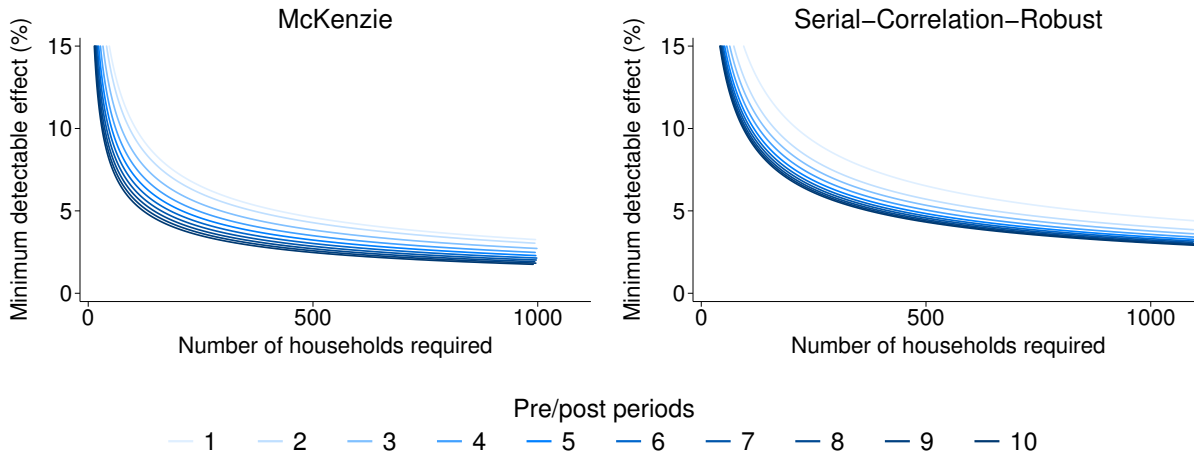 McKenzie
Minimum detectable effect (%)
15
10
5
0
0 500 1000
Number of households required
Serial−Correlation−Robust
Minimum detectable effect (%)
15
10
5
0
0 500 1000
Number of households required
Pre/post periods
1 2 3 4 5 6 7 8 9 10